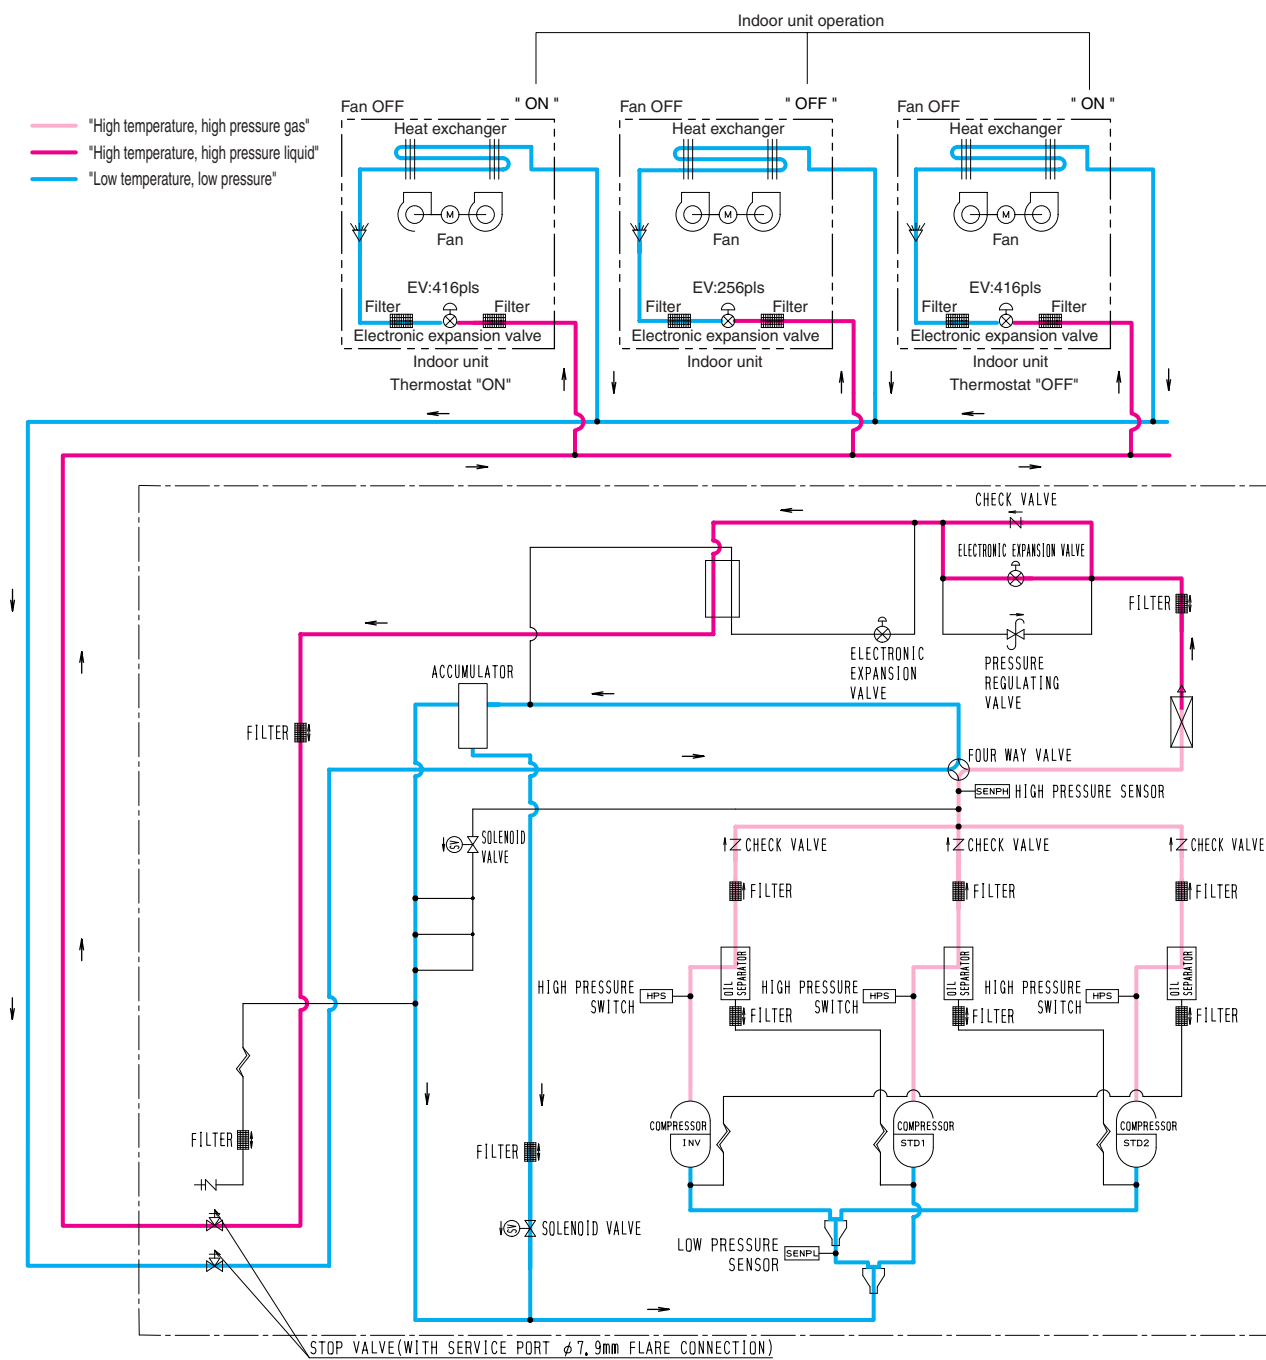 Indoor unit operation
"High temperature, high pressure gas"
"High temperature, high pressure liquid"
"Low temperature, low pressure"
Fan OFF
" ON "
Heat exchanger
M
Fan
EV:416pls
Filter
Filter
Electronic expansion valve
Indoor unit
Thermostat "ON"
Fan OFF
" OFF "
Heat exchanger
M
Fan
EV:256pls
Filter
Filter
Electronic expansion valve
Indoor unit
Fan OFF
" ON "
Heat exchanger
M
Fan
EV:416pls
Filter
Filter
Electronic expansion valve
Indoor unit
Thermostat "OFF"
CHECK VALVE
ELECTRONIC EXPANSION VALVE
FILTER
ELECTRONIC
EXPANSION
VALVE
PRESSURE
REGULATING
VALVE
ACCUMULATOR
FILTER
FOUR WAY VALVE
SENPH
HIGH PRESSURE SENSOR
SV
SOLENOID
VALVE
CHECK VALVE
CHECK VALVE
CHECK VALVE
FILTER
FILTER
FILTER
OIL
SEPARATOR
OIL
SEPARATOR
OIL
SEPARATOR
HIGH PRESSURE
SWITCH
HPS
HIGH PRESSURE
SWITCH
HPS
HIGH PRESSURE
SWITCH
HPS
FILTER
FILTER
FILTER
COMPRESSOR
INV
COMPRESSOR
STD1
COMPRESSOR
STD2
FILTER
FILTER
SV
SOLENOID VALVE
LOW PRESSURE
SENSOR
SENPL
STOP VALVE(WITH SERVICE PORT φ7.9mm FLARE CONNECTION)